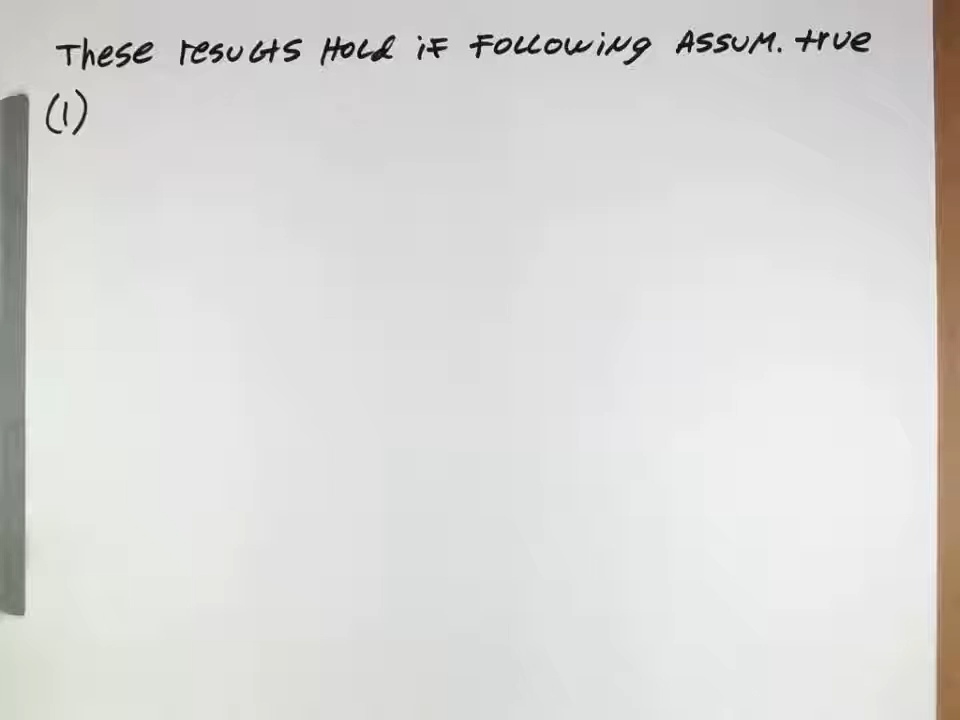 These results Hold if Following Assum. true
(1)